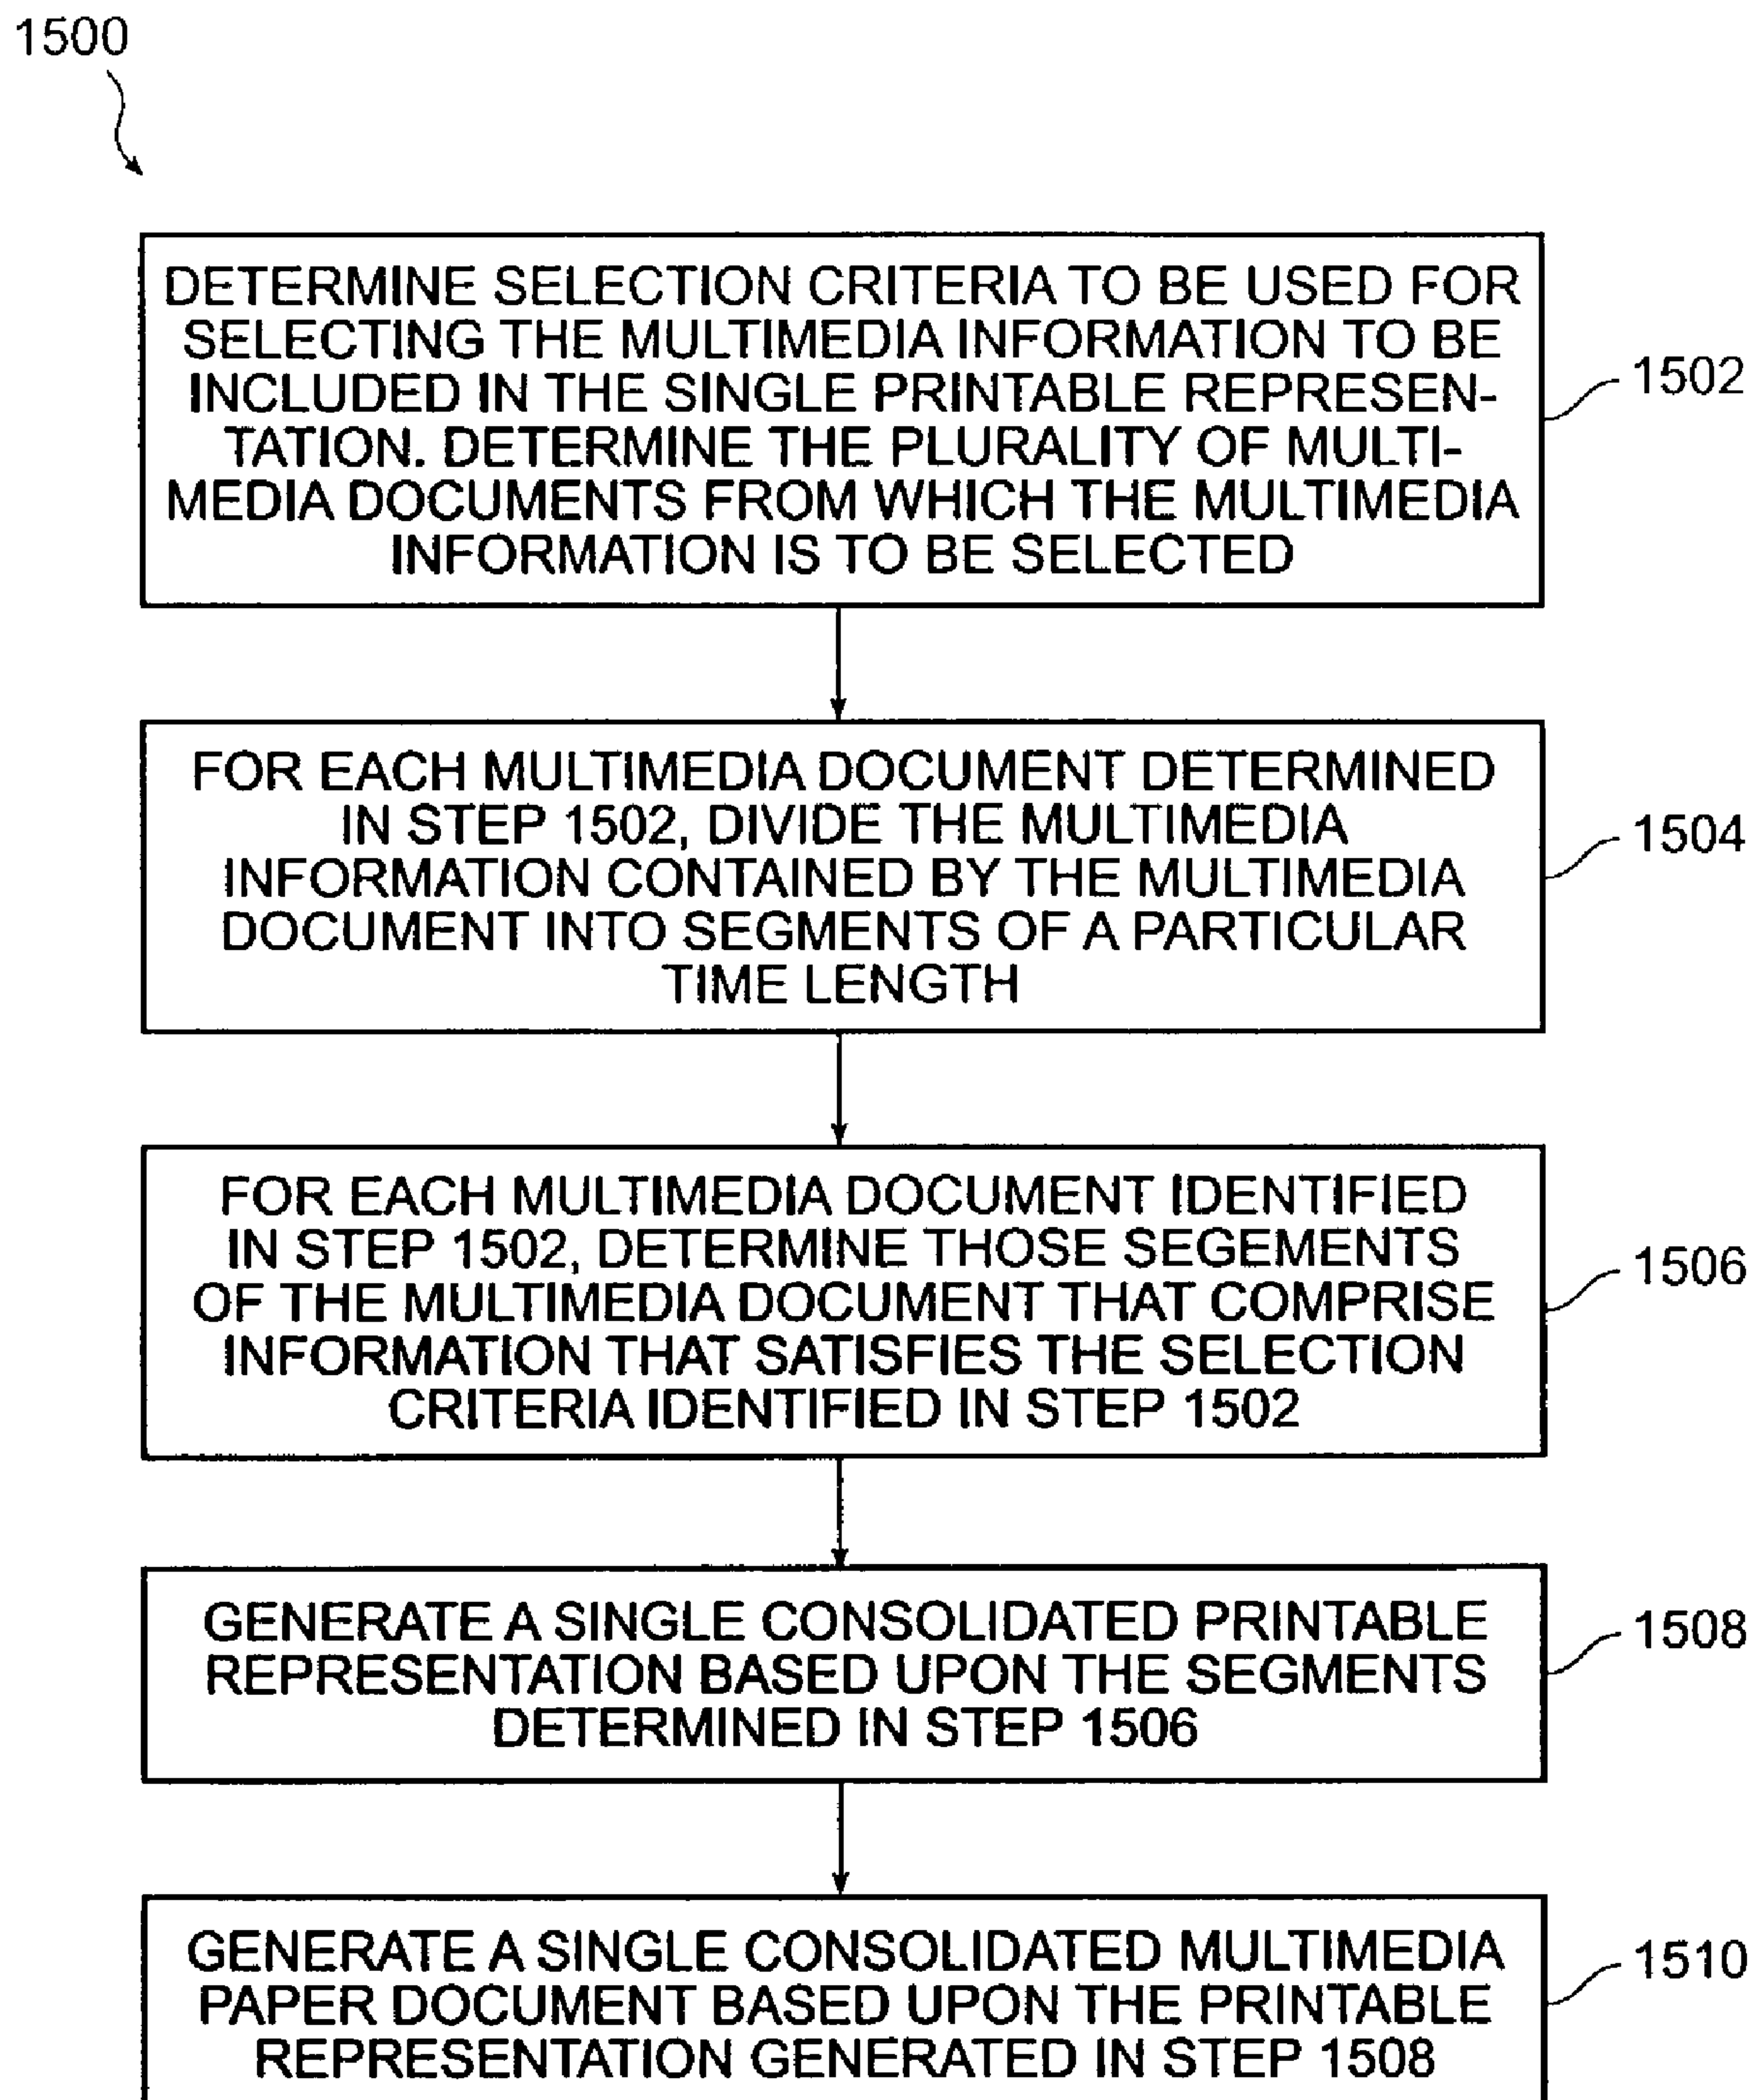 1500
DETERMINE SELECTION CRITERIA TO BE USED FOR
SELECTING THE MULTIMEDIA INFORMATION TO BE
INCLUDED IN THE SINGLE PRINTABLE REPRESEN-
TATION. DETERMINE THE PLURALITY OF MULTI-
MEDIA DOCUMENTS FROM WHICH THE MULTIMEDIA
INFORMATION IS TO BE SELECTED
1502
FOR EACH MULTIMEDIA DOCUMENT DETERMINED
IN STEP 1502, DIVIDE THE MULTIMEDIA
INFORMATION CONTAINED BY THE MULTIMEDIA
DOCUMENT INTO SEGMENTS OF A PARTICULAR
TIME LENGTH
1504
FOR EACH MULTIMEDIA DOCUMENT IDENTIFIED
IN STEP 1502, DETERMINE THOSE SEGEMENTS
OF THE MULTIMEDIA DOCUMENT THAT COMPRISE
INFORMATION THAT SATISFIES THE SELECTION
CRITERIA IDENTIFIED IN STEP 1502
1506
GENERATE A SINGLE CONSOLIDATED PRINTABLE
REPRESENTATION BASED UPON THE SEGMENTS
DETERMINED IN STEP 1506
1508
GENERATE A SINGLE CONSOLIDATED MULTIMEDIA
PAPER DOCUMENT BASED UPON THE PRINTABLE
REPRESENTATION GENERATED IN STEP 1508
1510